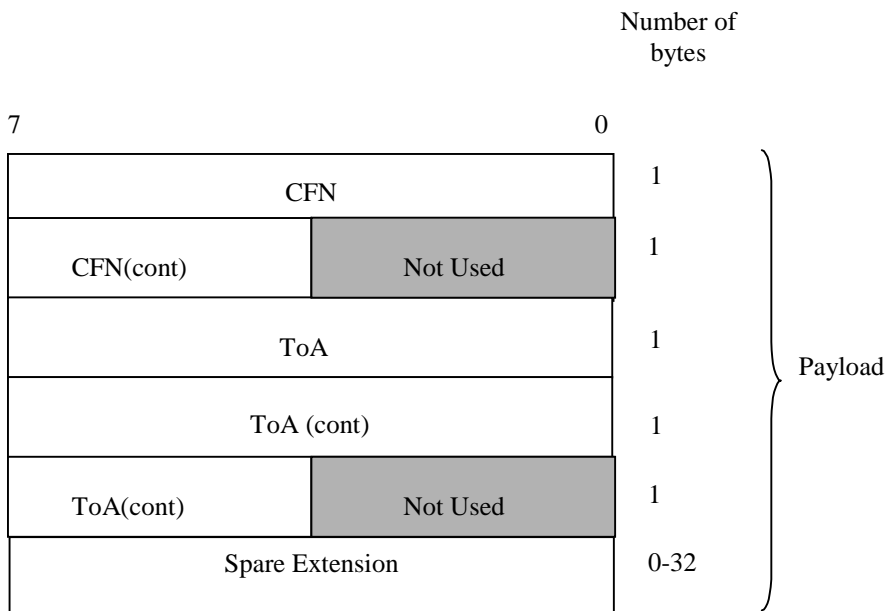 Number of
bytes
7 0
CFN 1
CFN(cont) Not Used 1
ToA 1
Payload
ToA (cont) 1
ToA(cont) Not Used 1
Spare Extension 0-32